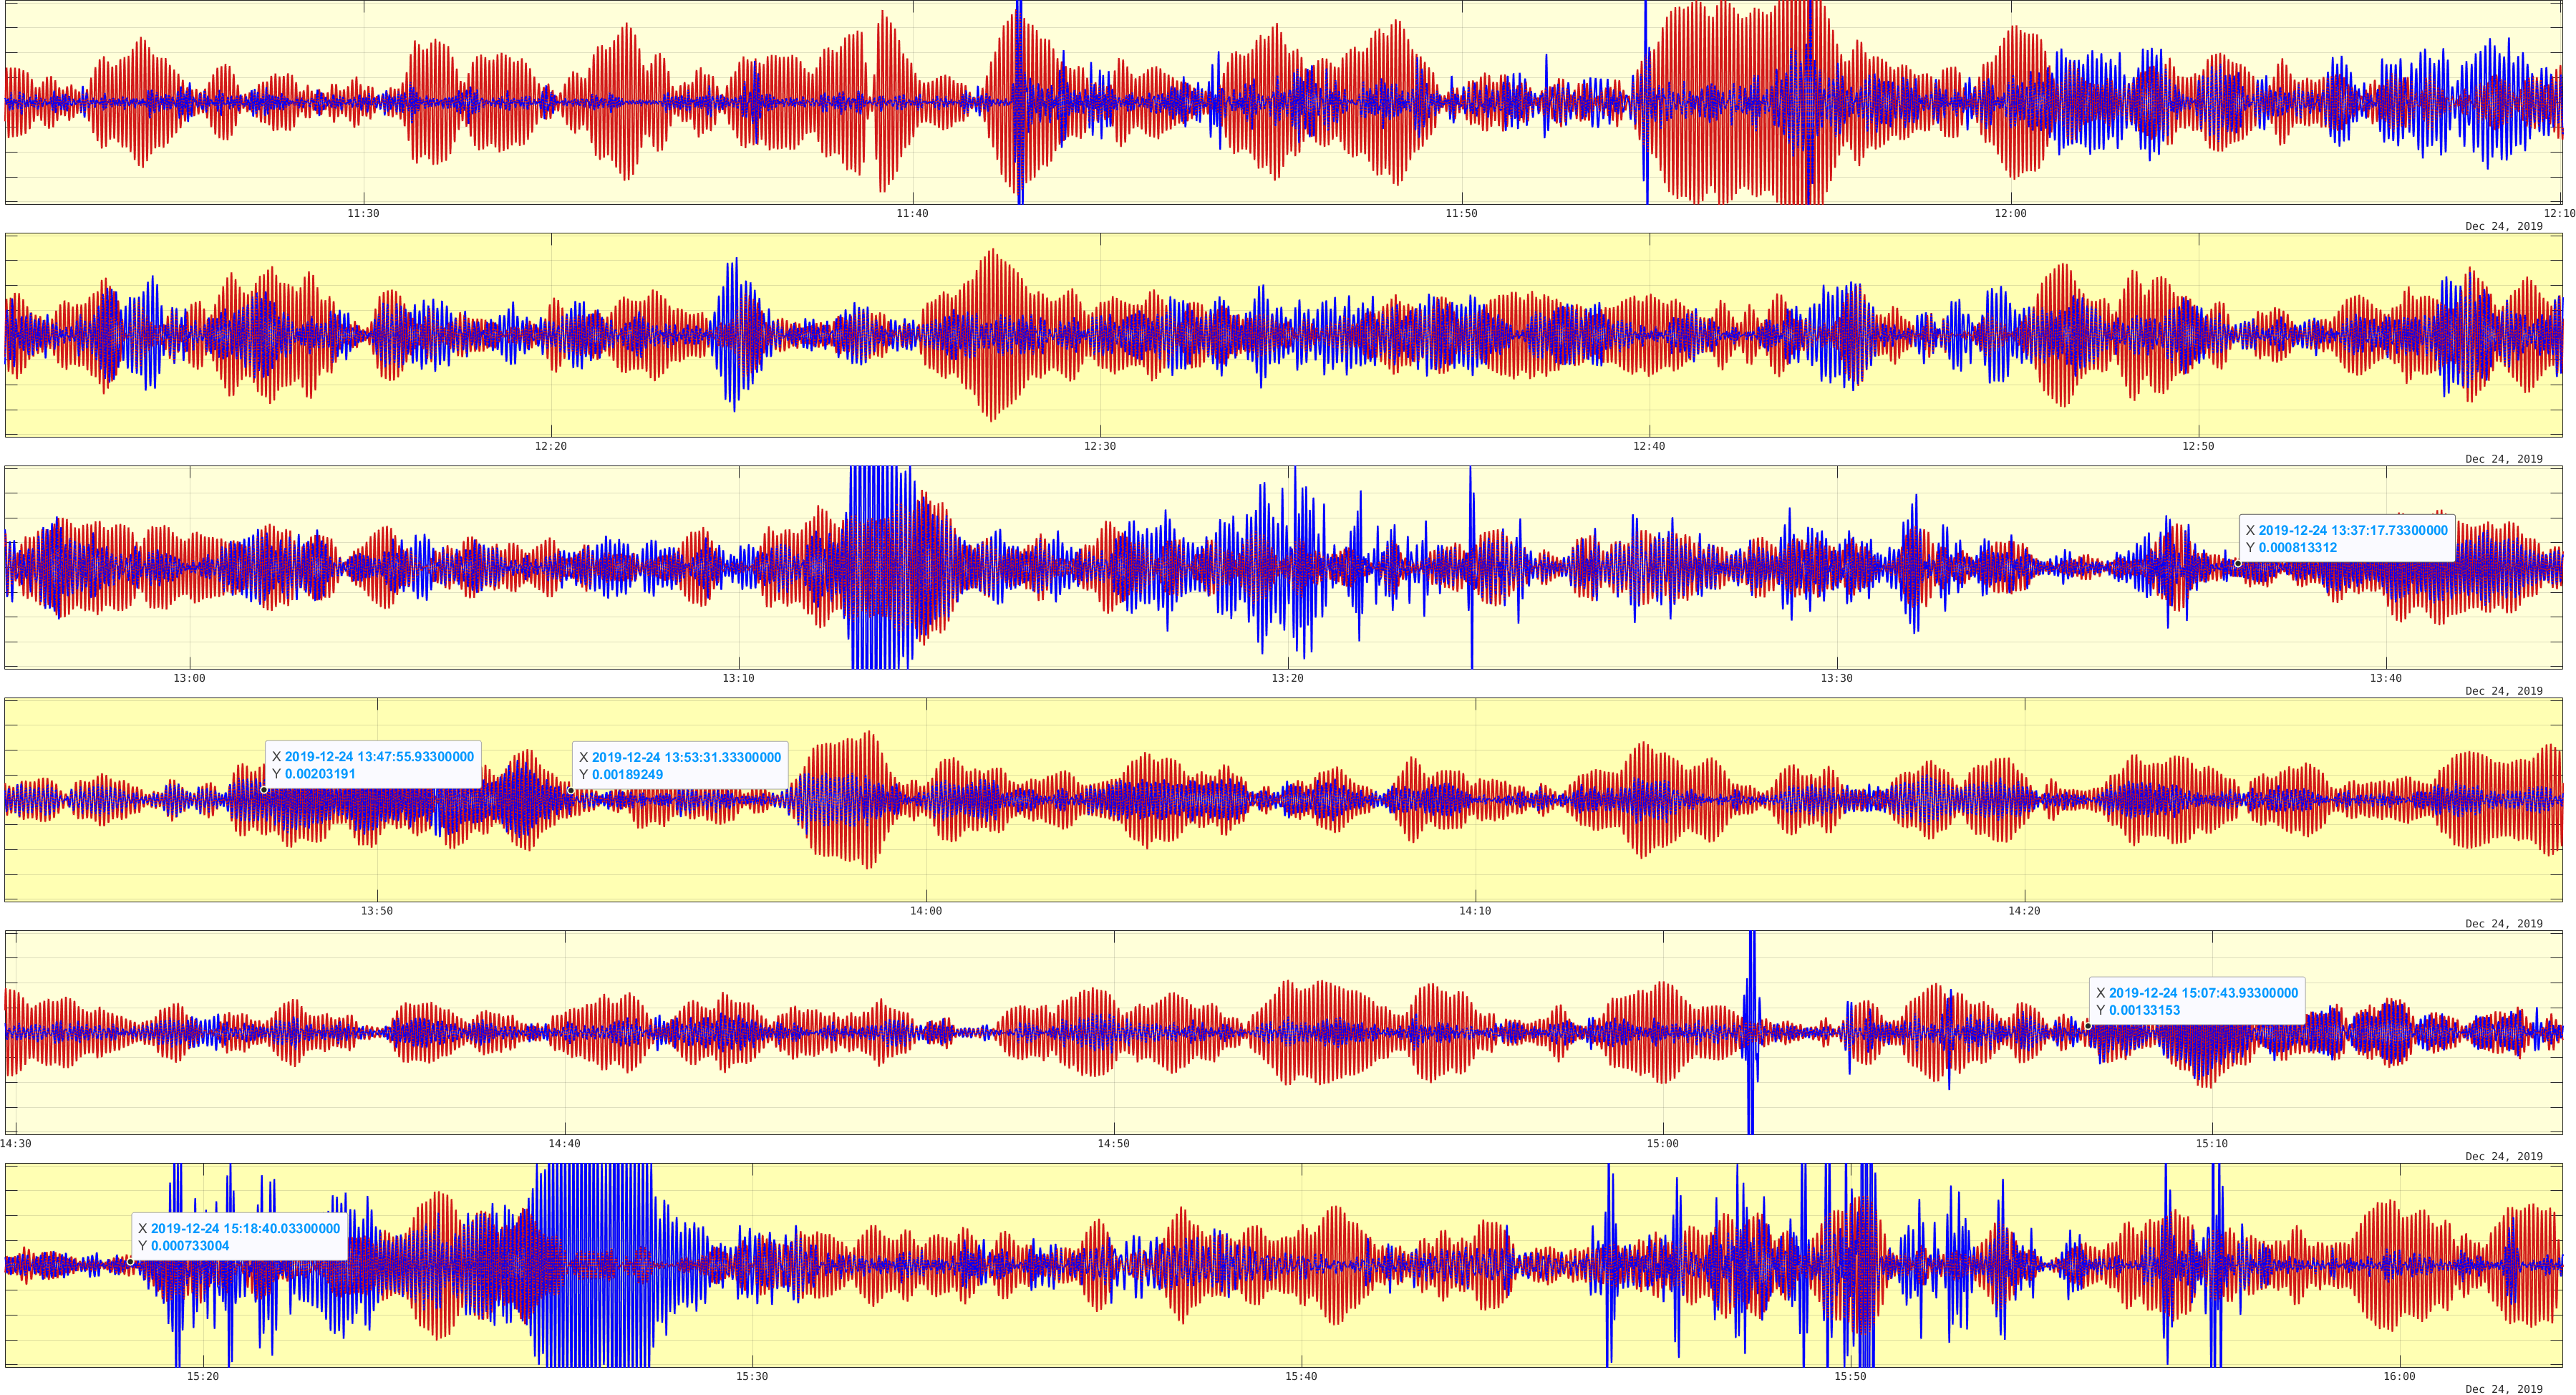 11:30 11:40 11:50 12:00 12:10
Dec 24, 2019
12:20 12:30 12:40 12:50
Dec 24, 2019
X 2019-12-24 13:37:17.73300000
Y 0.000813312
13:00 13:10 13:20 13:30 13:40
Dec 24, 2019
X 2019-12-24 13:47:55.93300000
Y 0.00203191
X 2019-12-24 13:53:31.33300000
Y 0.00189249
13:50 14:00 14:10 14:20
Dec 24, 2019
X 2019-12-24 15:07:43.93300000
Y 0.00133153
14:30 14:40 14:50 15:00 15:10
Dec 24, 2019
X 2019-12-24 15:18:40.03300000
Y 0.000733004
15:20 15:30 15:40 15:50 16:00
Dec 24, 2019